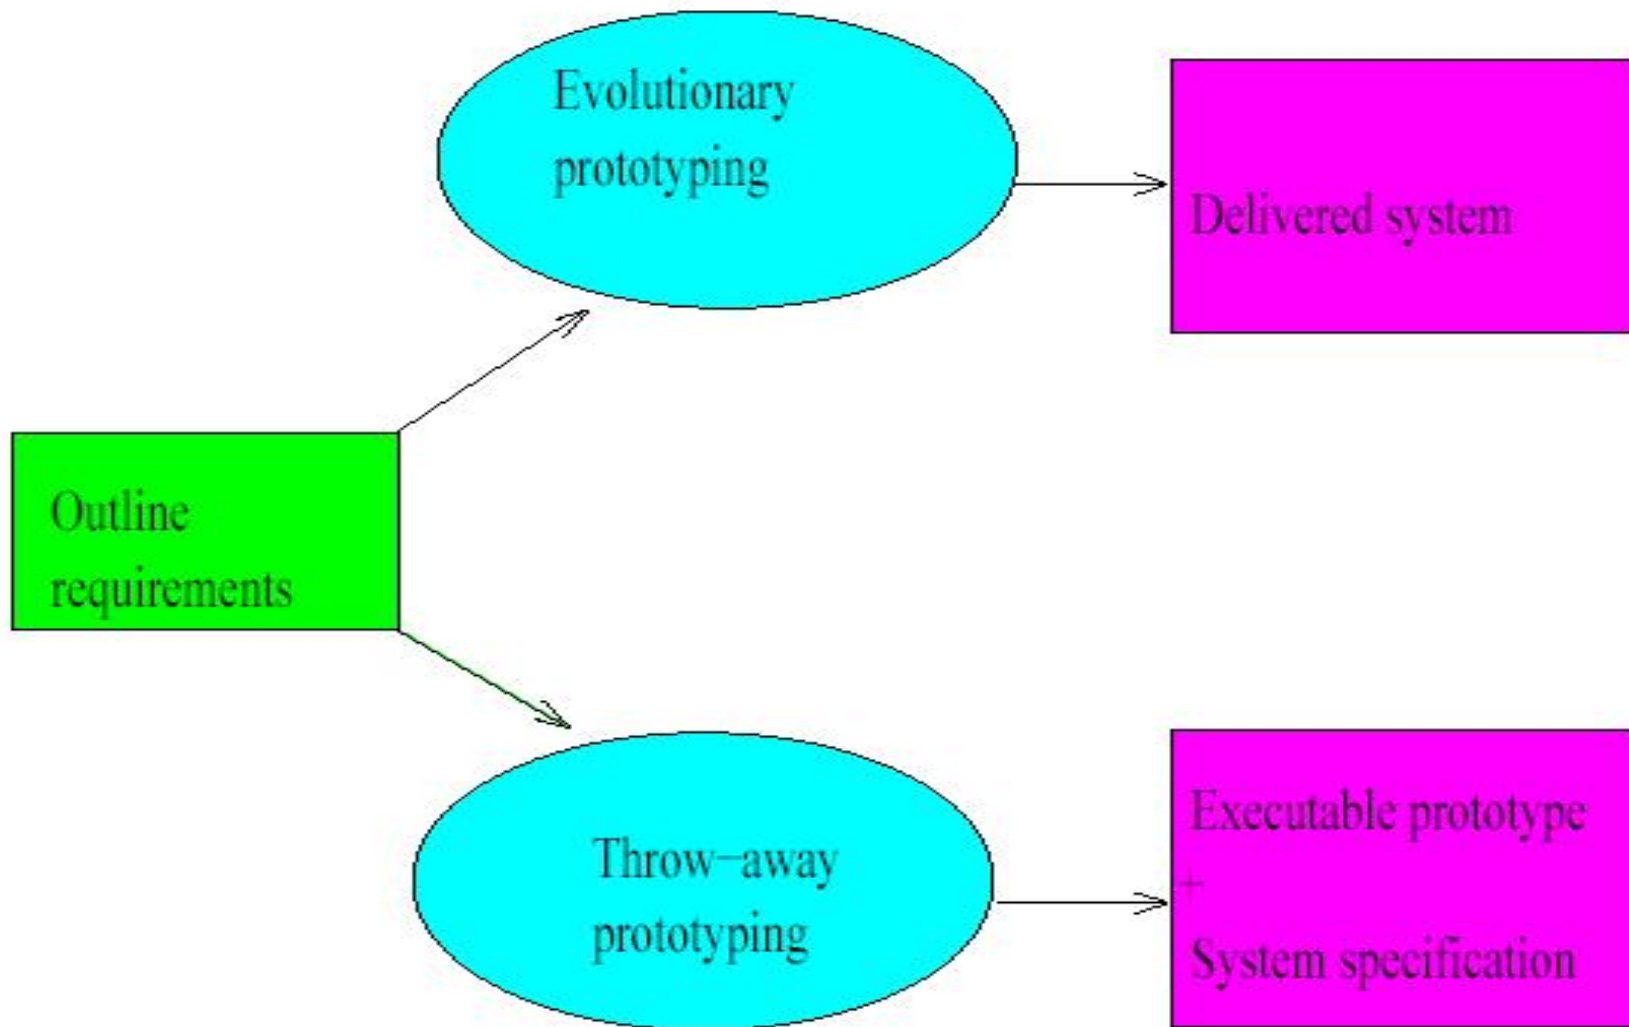 Evolutionary
prototyping
Delivered system
Outline
requirements
Throw−away
prototyping
Executable prototype
+
System specification